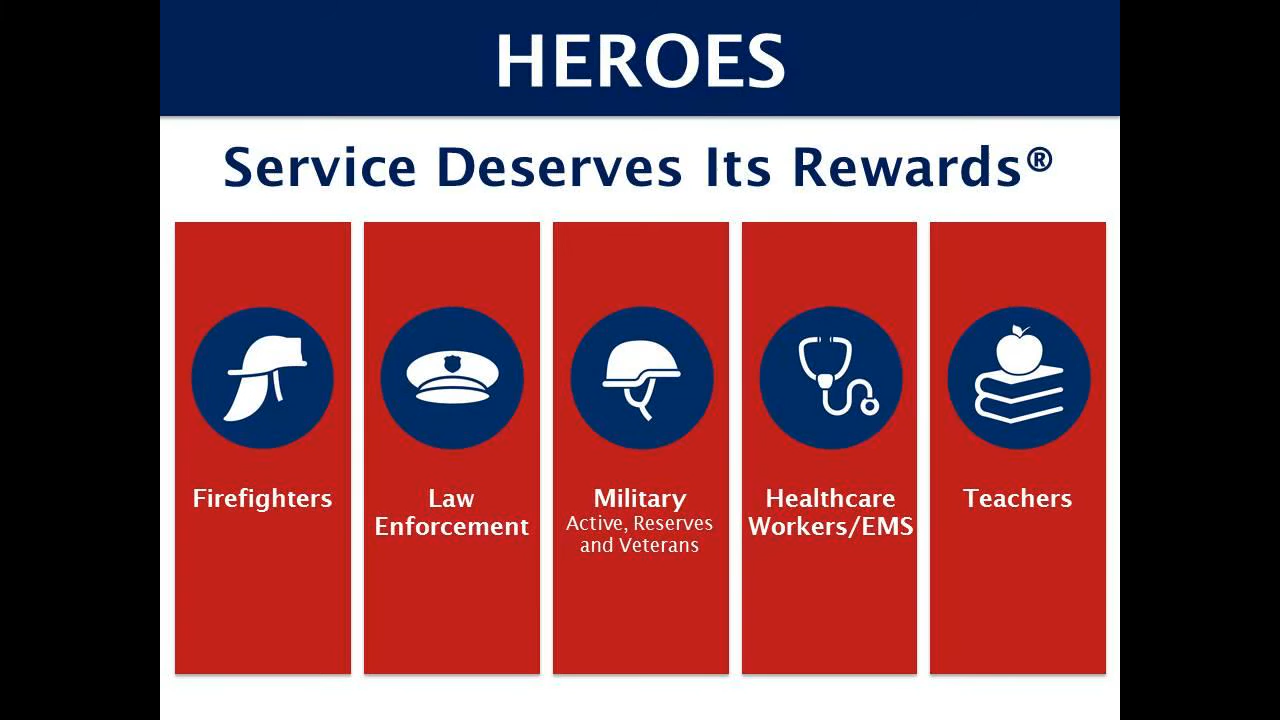 HEROES
Service Deserves Its Rewards®
Firefighters
Law
Enforcement
Military
Active, Reserves
and Veterans
Healthcare
Workers/EMS
Teachers